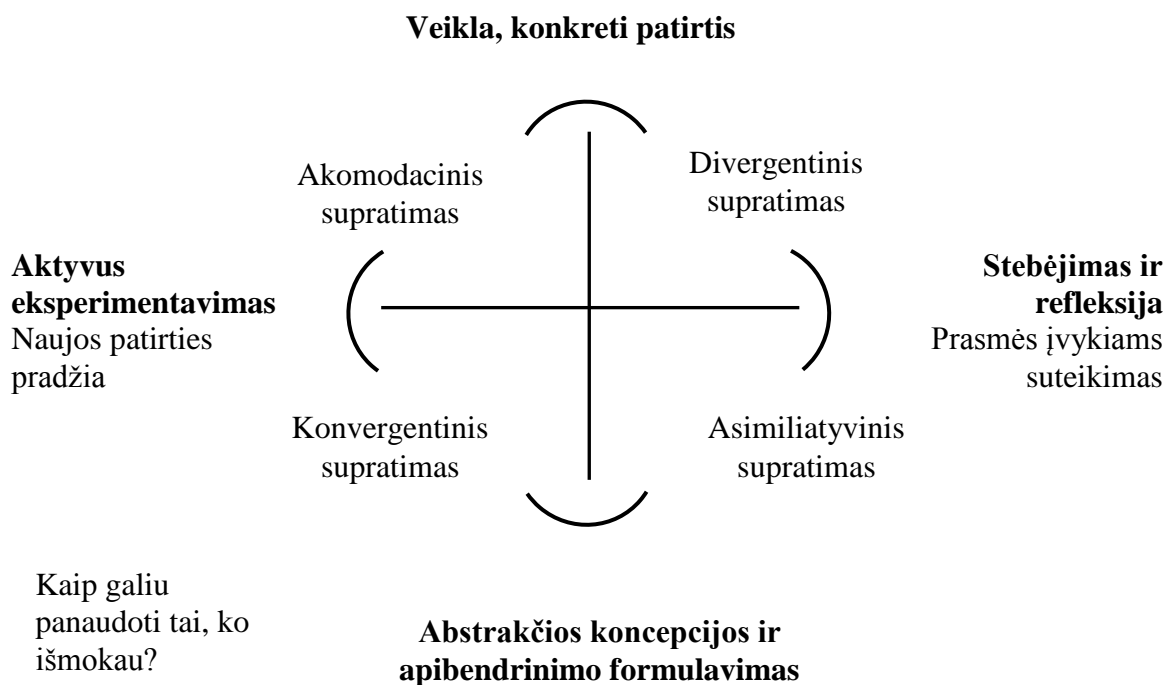 Veikla, konkreti patirtis
Akomodacinis
supratimas
Divergentinis
supratimas
Aktyvus
eksperimentavimas
Naujos patirties
pradžia
Stebėjimas ir
refleksija
Prasmės įvykiams
suteikimas
Konvergentinis
supratimas
Asimiliatyvinis
supratimas
Kaip galiu
panaudoti tai, ko
išmokau?
Abstrakčios koncepcijos ir
apibendrinimo formulavimas